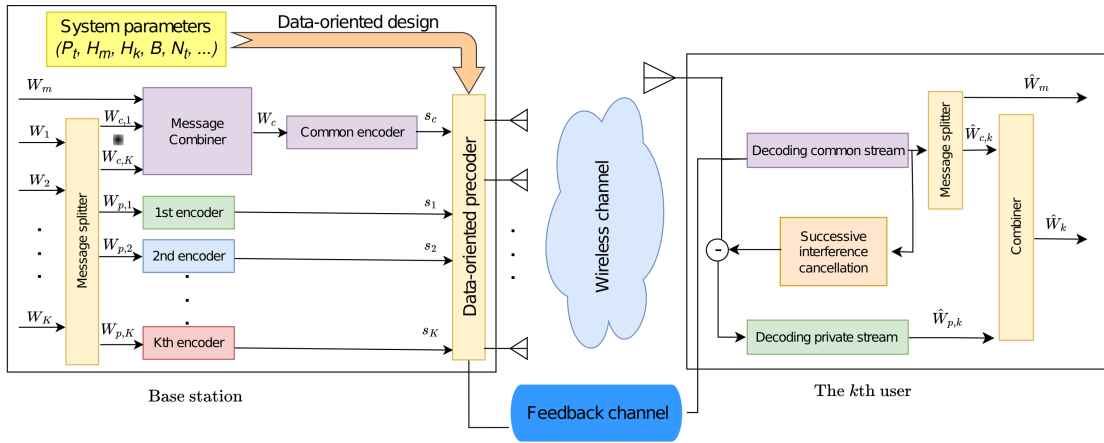 System parameters
(P_t, H_m, H_k, B, N_t, ...)
Data-oriented design
W_m
W_1
W_2
W_K
Message splitter
W_{c,1}
W_{c,K}
W_{p,1}
W_{p,2}
W_{p,K}
Message
Combiner
W_c
Common encoder
s_c
1st encoder
s_1
2nd encoder
s_2
Kth encoder
s_K
Data-oriented precoder
Base station
Wireless channel
Feedback channel
Decoding common stream
Message splitter
Ŵ_m
Ŵ_{c,k}
Successive
interference
cancellation
-
Decoding private stream
Ŵ_{p,k}
Combiner
Ŵ_k
The kth user